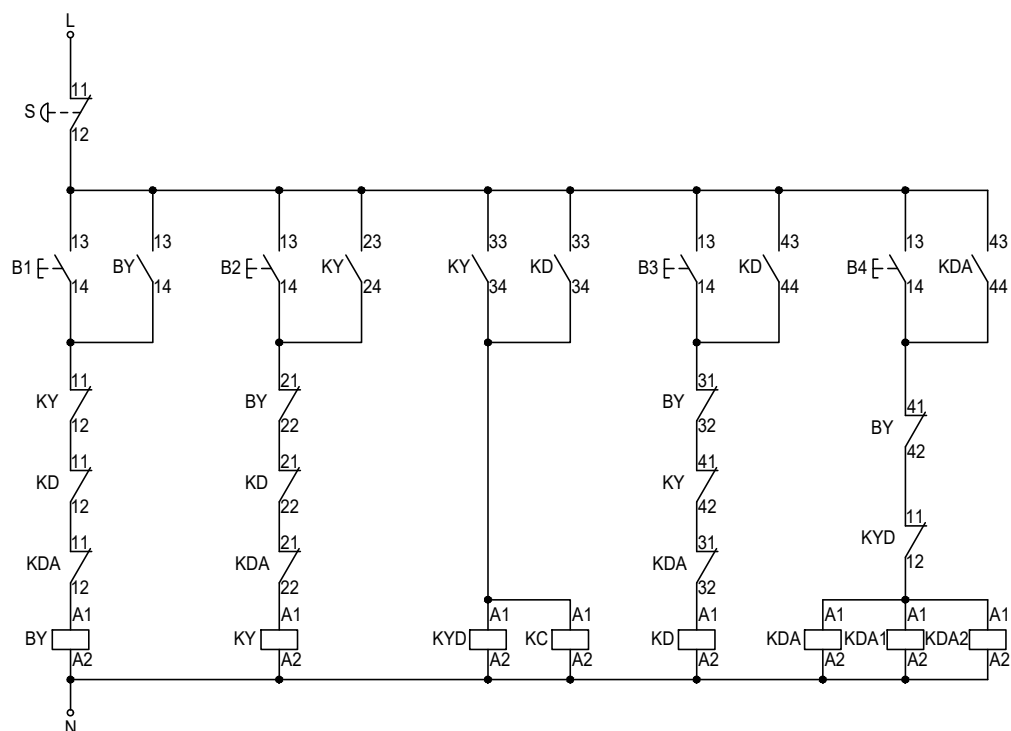 L
11
S
12
13 13 13 23 33 33 13 43 13 43
B1 BY B2 KY KY KD B3 KD B4 KDA
14 14 14 24 34 34 14 44 14 44
11 21 31
KY BY BY 41
12 22 32 BY
42
11 21 41
KD KD KY
12 22 42
11
KYD
11 21 31 12
KDA KDA KDA
12 22 32
A1 A1 A1 A1 A1 A1 A1 A1
BY KY KYD KC KD KDA KDA1 KDA2
A2 A2 A2 A2 A2 A2 A2 A2
N